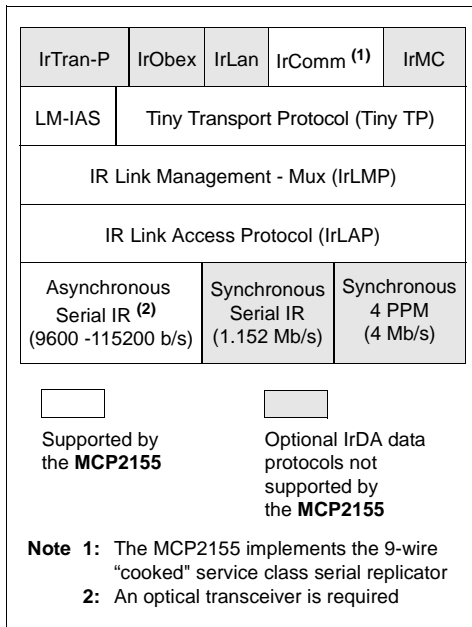 IrTran-P IrObex IrLan IrComm (1) IrMC
LM-IAS Tiny Transport Protocol (Tiny TP)
IR Link Management - Mux (IrLMP)
IR Link Access Protocol (IrLAP)
Asynchronous
Serial IR (2)
(9600 -115200 b/s)
Synchronous
Serial IR
(1.152 Mb/s)
Synchronous
4 PPM
(4 Mb/s)
Supported by
the MCP2155
Optional IrDA data
protocols not
supported by
the MCP2155
Note 1: The MCP2155 implements the 9-wire
“cooked" service class serial replicator
2: An optical transceiver is required